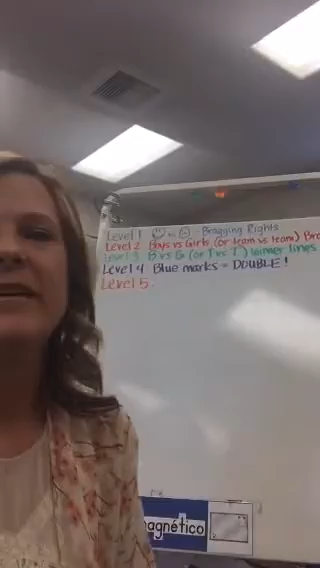 Level 1 Bragging Rights
Level 2 Boys vs Girls (or team vs team) Bra
Level 3 B vs G (or T vs T) winner lines
Level 4 Blue marks = DOUBLE!
Level 5
agnético